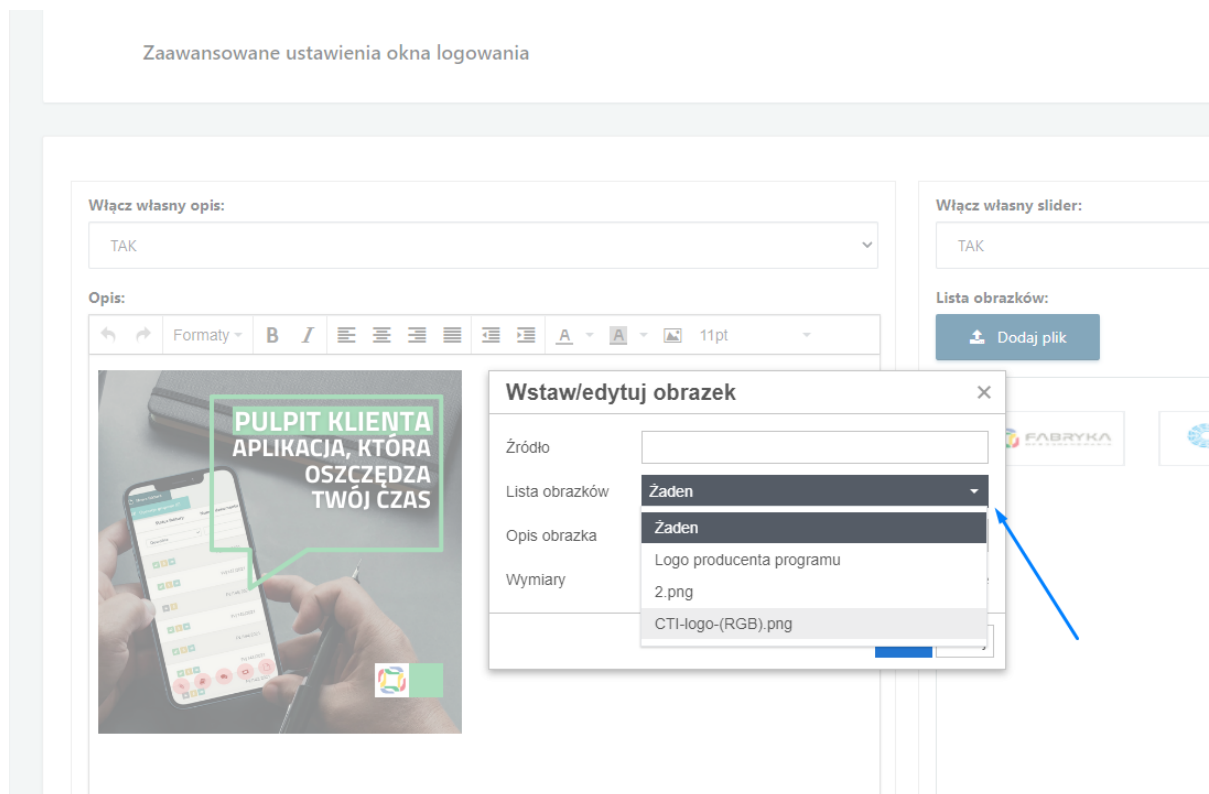 Zaawansowane ustawienia okna logowania
Włącz własny opis:
TAK
Opis:
Formaty
B I
A A 11pt
PULPIT KLIENTA
APLIKACJA, KTÓRA
OSZCZĘDZA
TWÓJ CZAS
Wstaw/edytuj obrazek
Źródło
Lista obrazków Żaden
Żaden
Logo producenta programu
2.png
CTI-logo-(RGB).png
Opis obrazka
Wymiary
Włącz własny slider:
TAK
Lista obrazków:
Dodaj plik
FABRYKA